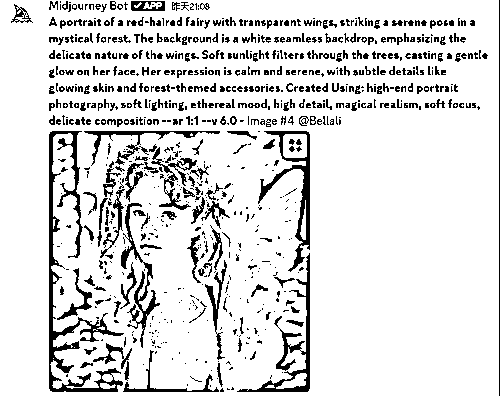 Midjourney Bot ✓APP 昨天21:08
A portrait of a red-haired fairy with transparent wings, striking a serene pose in a
mystical forest. The background is a white seamless backdrop, emphasizing the
delicate nature of the wings. Soft sunlight filters through the trees, casting a gentle
glow on her face. Her expression is calm and serene, with subtle details like
glowing skin and forest-themed accessories. Created Using: high-end portrait
photography, soft lighting, ethereal mood, high detail, magical realism, soft focus,
delicate composition --ar 1:1 --v 6.0 - Image #4 @Bellali